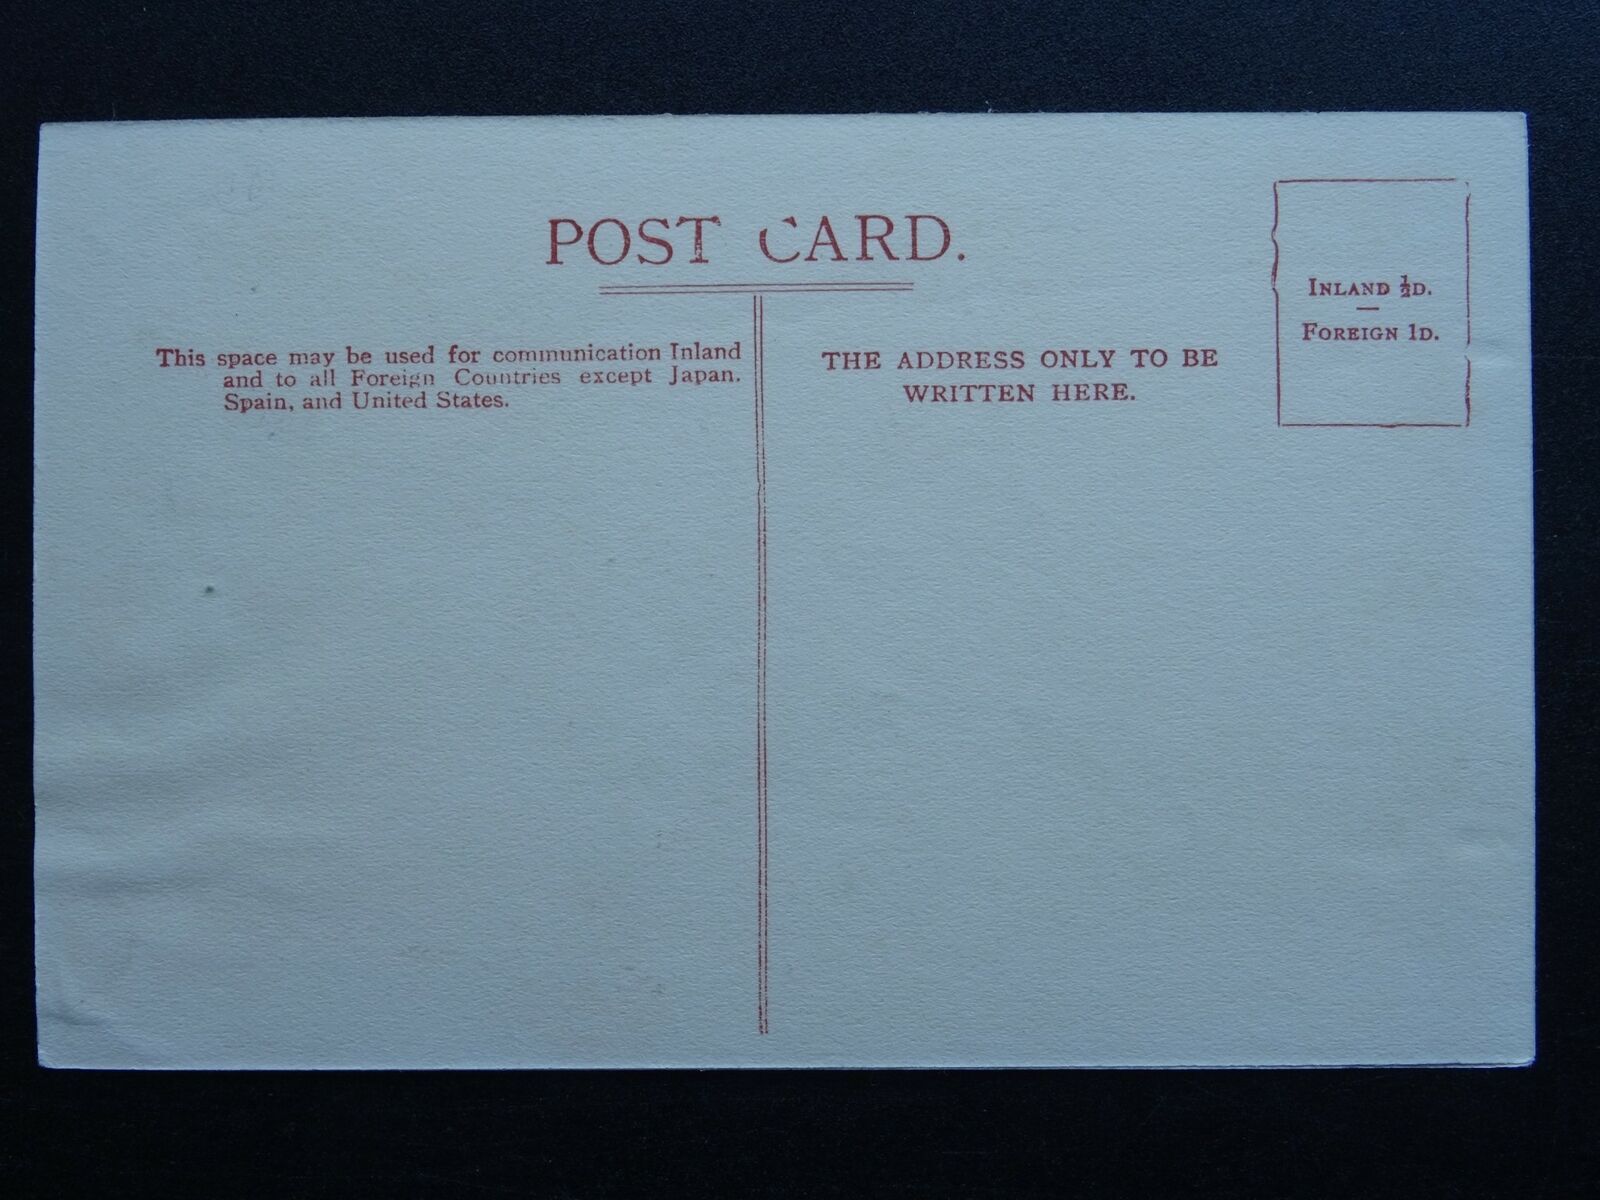 POST CARD.
INLAND ½D.
FOREIGN 1D.
This space may be used for communication Inland
and to all Foreign Countries except Japan.
Spain, and United States.
THE ADDRESS ONLY TO BE
WRITTEN HERE.